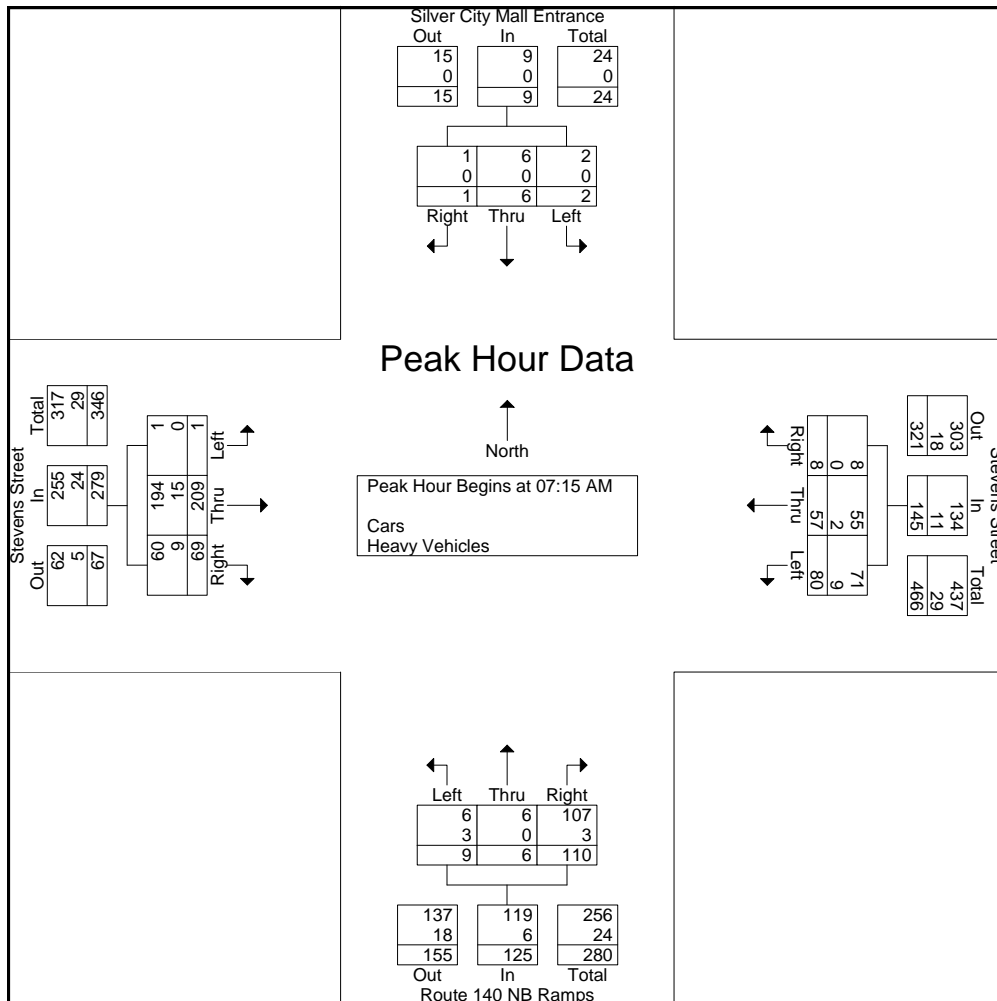 Silver City Mall Entrance
Out In Total
15 9 24
0 0 0
15 9 24
1 6 2
0 0 0
1 6 2
Right Thru Left
Peak Hour Data
North
Peak Hour Begins at 07:15 AM
Cars
Heavy Vehicles
Stevens Street
Out In Total
62 255 317
5 24 29
67 279 346
Right Thru Left
60 194 1
9 15 0
69 209 1
Stevens Street
Out In Total
303 134 437
18 11 29
321 145 466
8 55 71
0 2 9
8 57 80
Right Thru Left
Left Thru Right
6 6 107
3 0 3
9 6 110
137 119 256
18 6 24
155 125 280
Out In Total
Route 140 NB Ramps